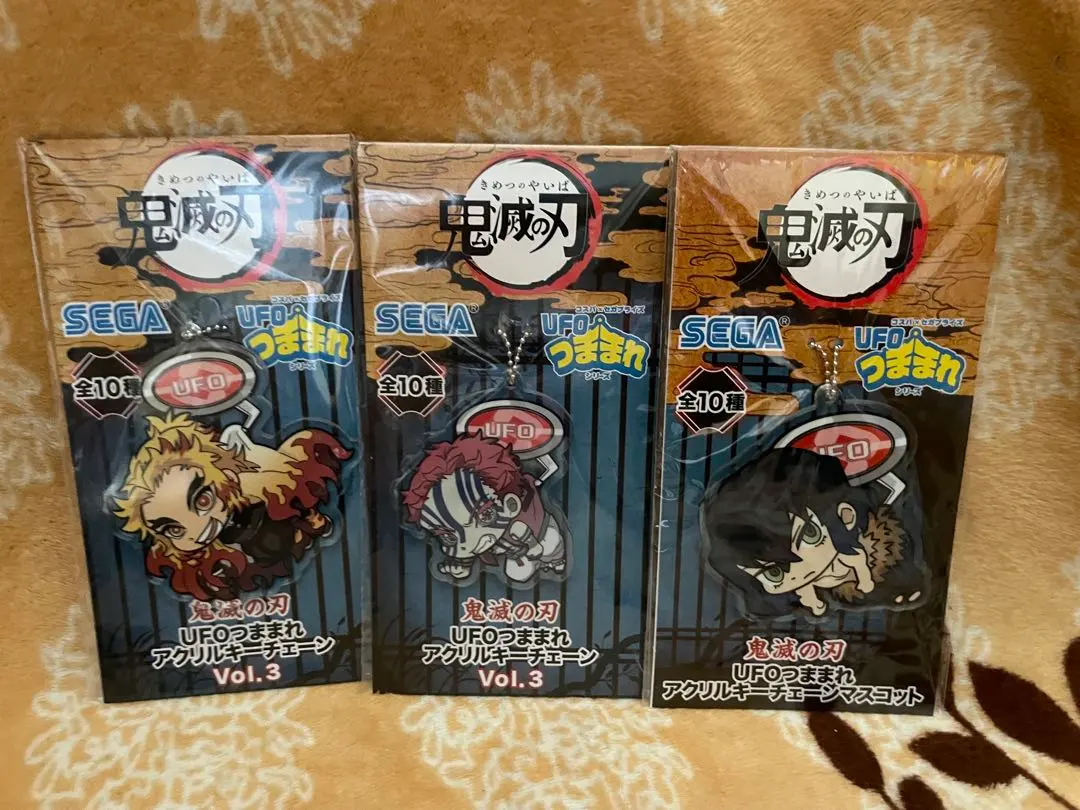 きめつのやいば
鬼滅の刃
SEGA
コスパ×セガプライズ
UFO
つままれ
シリーズ
全10種
UFO
鬼滅の刃
UFOつままれ
アクリルキーチェーン
Vol.3
きめつのやいば
鬼滅の刃
SEGA®
コスパ×セガプライズ
UFO
つままれ
シリーズ
全10種
UFO
鬼滅の刃
UFOつままれ
アクリルキーチェーン
Vol.3
きめつのやいば
鬼滅の刃
SEGA®
コスパ×セガプライズ
UFO
つままれ
シリーズ
全10種
UFO
鬼滅の刃
UFOつままれ
アクリルキーチェーンマスコット